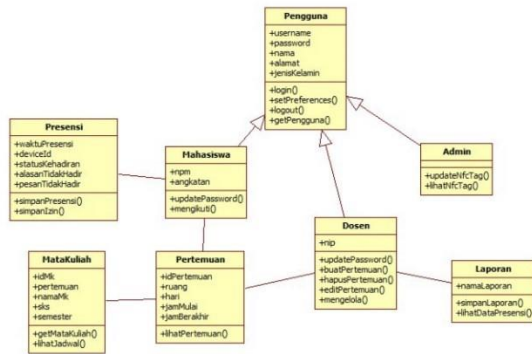 Pengguna
+username
+password
+nama
+alamat
+jenisKelamin
+login()
+setPreferences()
+logout()
+getPengguna()
Presensi
+waktuPresensi
+deviceId
+statusKehadiran
+alasanTidakHadir
+pesanTidakHadir
+simpanPresensi()
+simpanIzin()
Mahasiswa
+npm
+angkatan
+updatePassword()
+mengikuti()
Admin
+updateNfcTag()
+lihatNfcTag()
Dosen
+nip
+updatePassword()
+buatPertemuan()
+hapusPertemuan()
+editPertemuan()
+mengelola()
MataKuliah
+idMk
+pertemuan
+namaMk
+sks
+semester
+getMataKuliah()
+lihatJadwal()
Pertemuan
+idPertemuan
+ruang
+hari
+jamMulai
+jamBerakhir
+lihatPertemuan()
Laporan
+namaLaporan
+simpanLaporan()
+lihatDataPresensi()